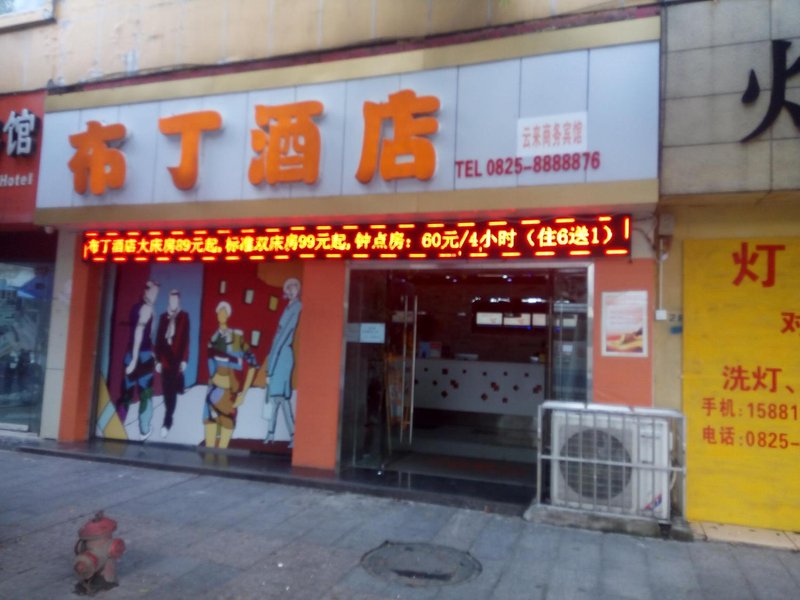 馆
Hotel
布丁酒店
云来商务宾馆
TEL 0825-8888876
布丁酒店大床房89元起,标准双床房99元起,钟点房：60元/4小时（住6送1）
灯
灯
对
洗灯、
手机:15881
电话:0825-